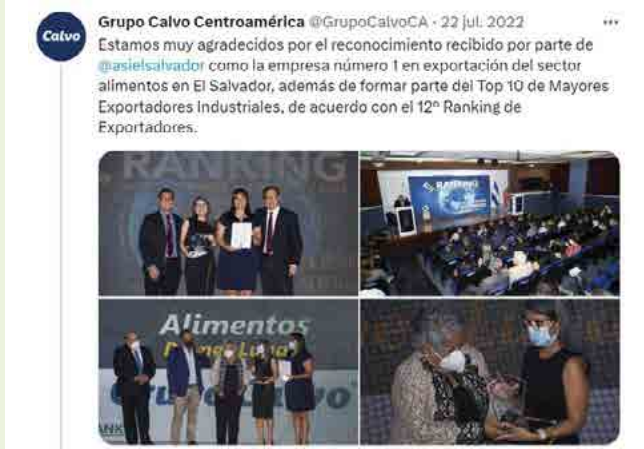 Calvo
Grupo Calvo Centroamérica @GrupoCalvoCA · 22 jul. 2022
Estamos muy agradecidos por el reconocimiento recibido por parte de
@asielsalvador como la empresa número 1 en exportación del sector
alimentos en El Salvador, además de formar parte del Top 10 de Mayores
Exportadores Industriales, de acuerdo con el 12º Ranking de
Exportadores.
RANKING
RANKING
Alimentos